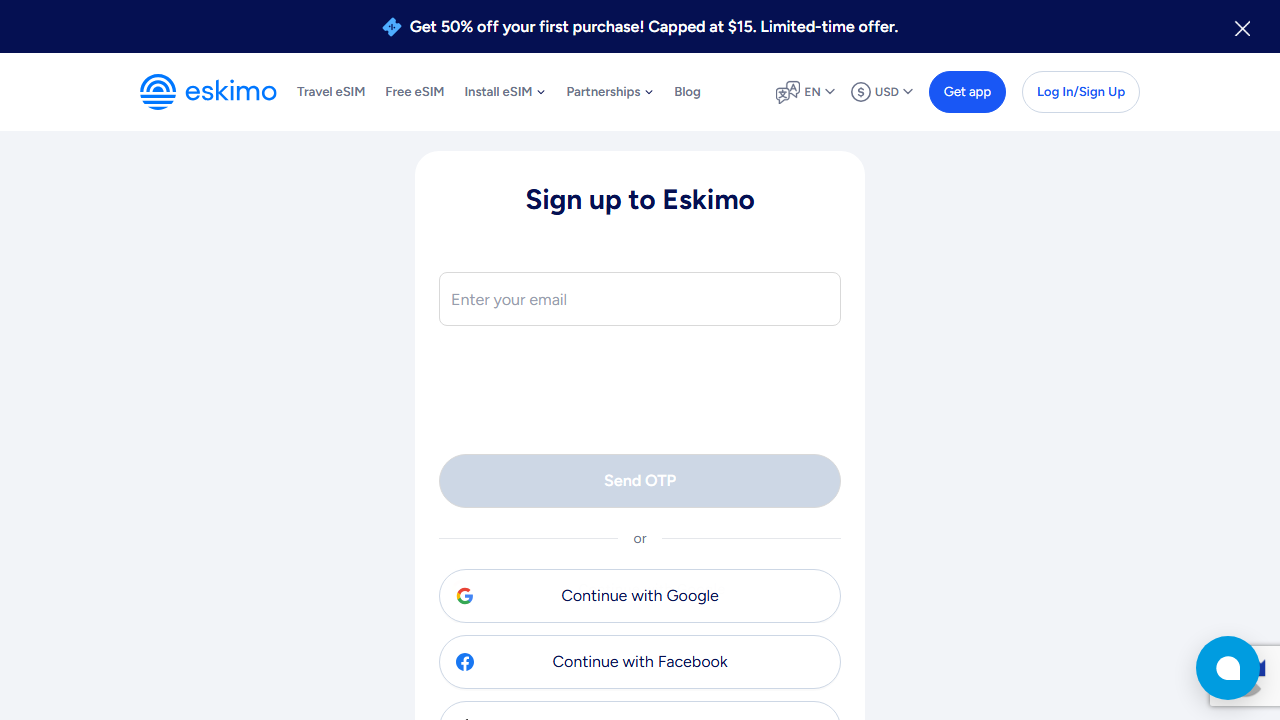 Get 50% off your first purchase! Capped at $15. Limited-time offer.
eskimo Travel eSIM Free eSIM Install eSIM Partnerships Blog EN USD Get app Log In/Sign Up
Sign up to Eskimo
Enter your email
Send OTP
or
Continue with Google
Continue with Facebook